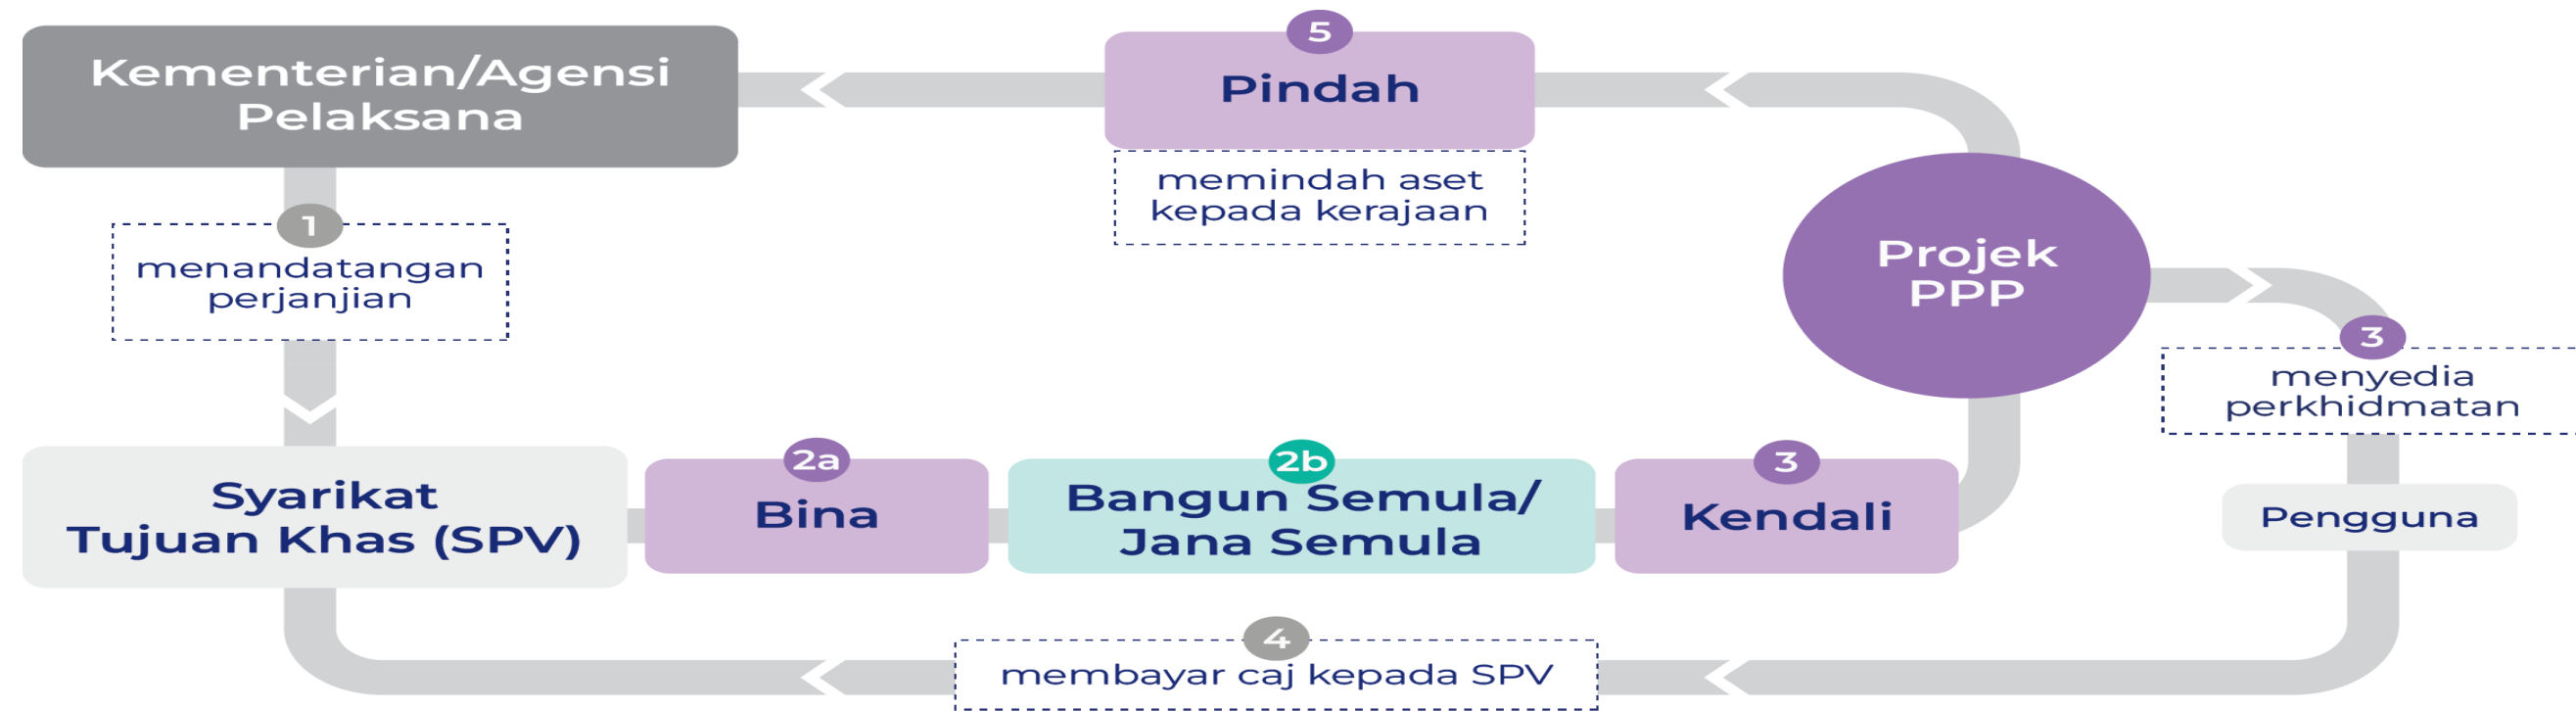 Kementerian/Agensi
Pelaksana
5
Pindah
memindah aset
kepada kerajaan
1
menandatangan
perjanjian
Projek
PPP
3
menyedia
perkhidmatan
Syarikat
Tujuan Khas (SPV)
2a
Bina
2b
Bangun Semula/
Jana Semula
3
Kendali
Pengguna
4
membayar caj kepada SPV